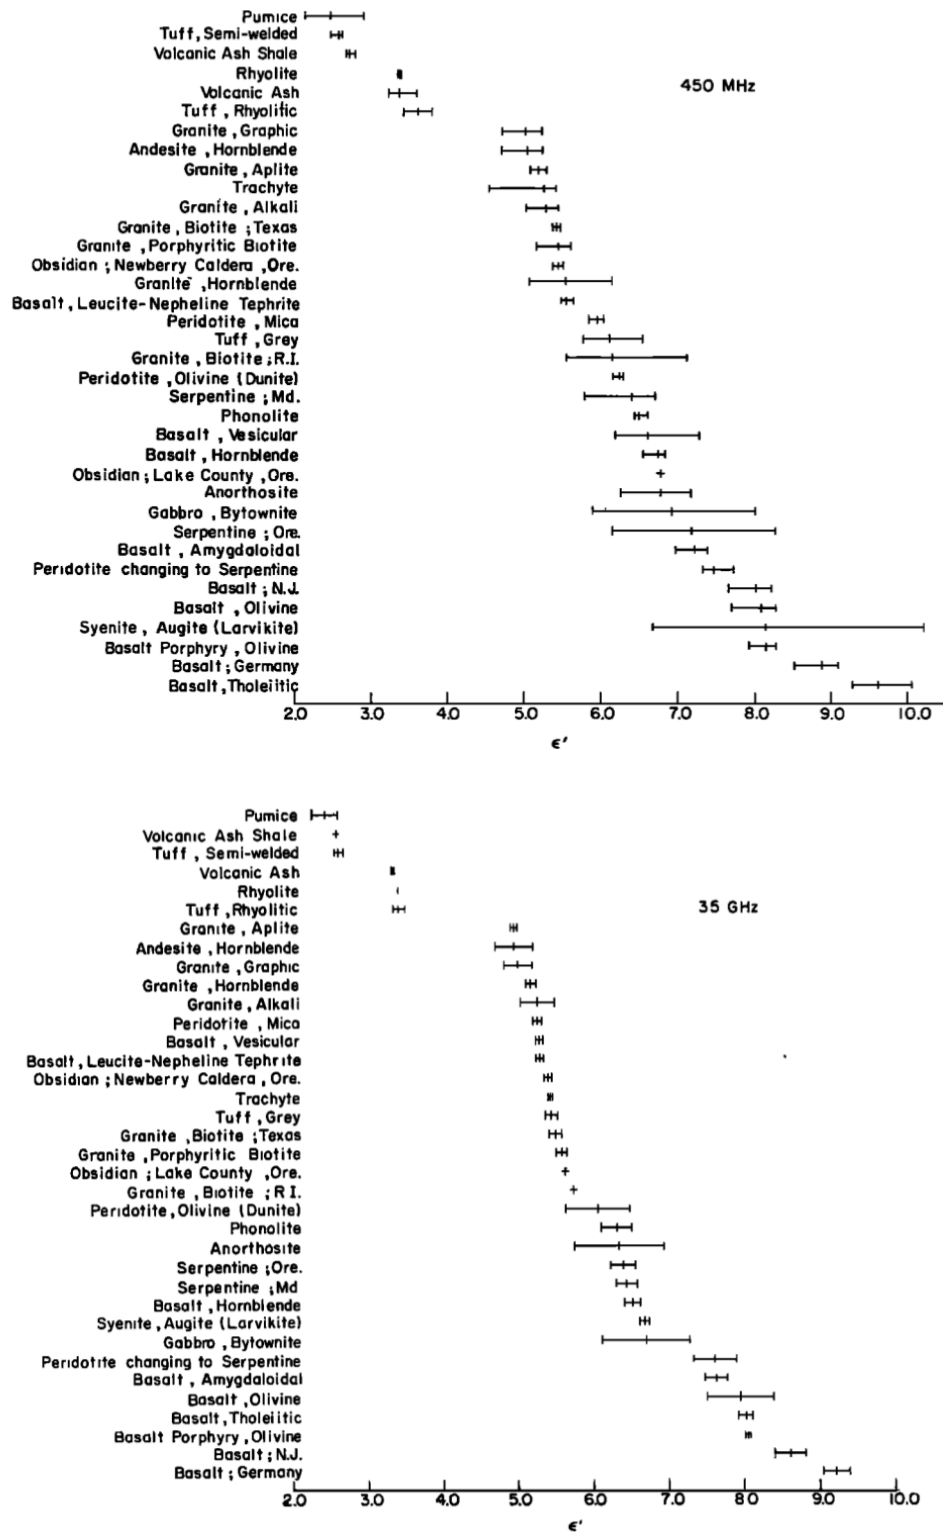 Pumice
Tuff, Semi-welded
Volcanic Ash Shale
Rhyolite
450 MHz
Volcanic Ash
Tuff, Rhyolitic
Granite, Graphic
Andesite, Hornblende
Granite, Aplite
Trachyte
Granite, Alkali
Granite, Biotite; Texas
Granite, Porphyritic Biotite
Obsidian; Newberry Caldera, Ore.
Granite, Hornblende
Basalt, Leucite-Nepheline Tephrite
Peridotite, Mica
Tuff, Grey
Granite, Biotite; R.I.
Peridotite, Olivine (Dunite)
Serpentine; Md.
Phonolite
Basalt, Vesicular
Basalt, Hornblende
Obsidian; Lake County, Ore.
Anorthosite
Gabbro, Bytownite
Serpentine; Ore.
Basalt, Amygdaloidal
Peridotite changing to Serpentine
Basalt; N.J.
Basalt, Olivine
Syenite, Augite (Larvikite)
Basalt Porphyry, Olivine
Basalt; Germany
Basalt, Tholeiitic
2.0 3.0 4.0 5.0 6.0 7.0 8.0 9.0 10.0
ϵ′
Pumice
Volcanic Ash Shale
Tuff, Semi-welded
Volcanic Ash
Rhyolite
35 GHz
Tuff, Rhyolitic
Granite, Aplite
Andesite, Hornblende
Granite, Graphic
Granite, Hornblende
Granite, Alkali
Peridotite, Mica
Basalt, Vesicular
Basalt, Leucite-Nepheline Tephrite
Obsidian; Newberry Caldera, Ore.
Trachyte
Tuff, Grey
Granite, Biotite; Texas
Granite, Porphyritic Biotite
Obsidian; Lake County, Ore.
Granite, Biotite; R I.
Peridotite, Olivine (Dunite)
Phonolite
Anorthosite
Serpentine; Ore.
Serpentine; Md
Basalt, Hornblende
Syenite, Augite (Larvikite)
Gabbro, Bytownite
Peridotite changing to Serpentine
Basalt, Amygdaloidal
Basalt, Olivine
Basalt, Tholeiitic
Basalt Porphyry, Olivine
Basalt; N.J.
Basalt; Germany
2.0 3.0 4.0 5.0 6.0 7.0 8.0 9.0 10.0
ϵ′